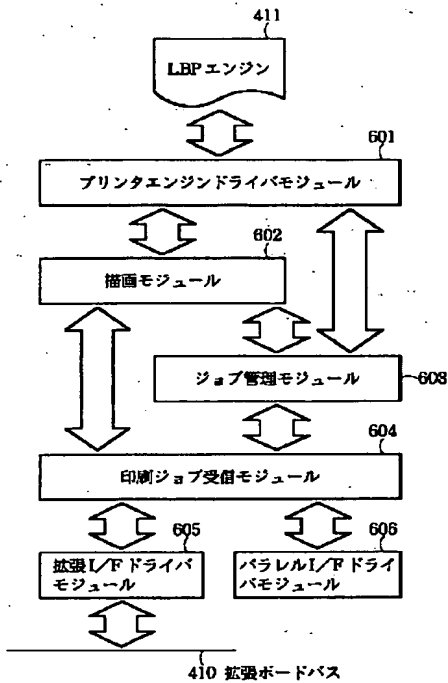 411
LBPエンジン
601
プリンタエンジンドライバモジュール
602
描画モジュール
ジョブ管理モジュール
603
604
印刷ジョブ受信モジュール
605
拡張I/Fドライバ
モジュール
606
パラレルI/Fドライ
バモジュール
410 拡張ボードバス